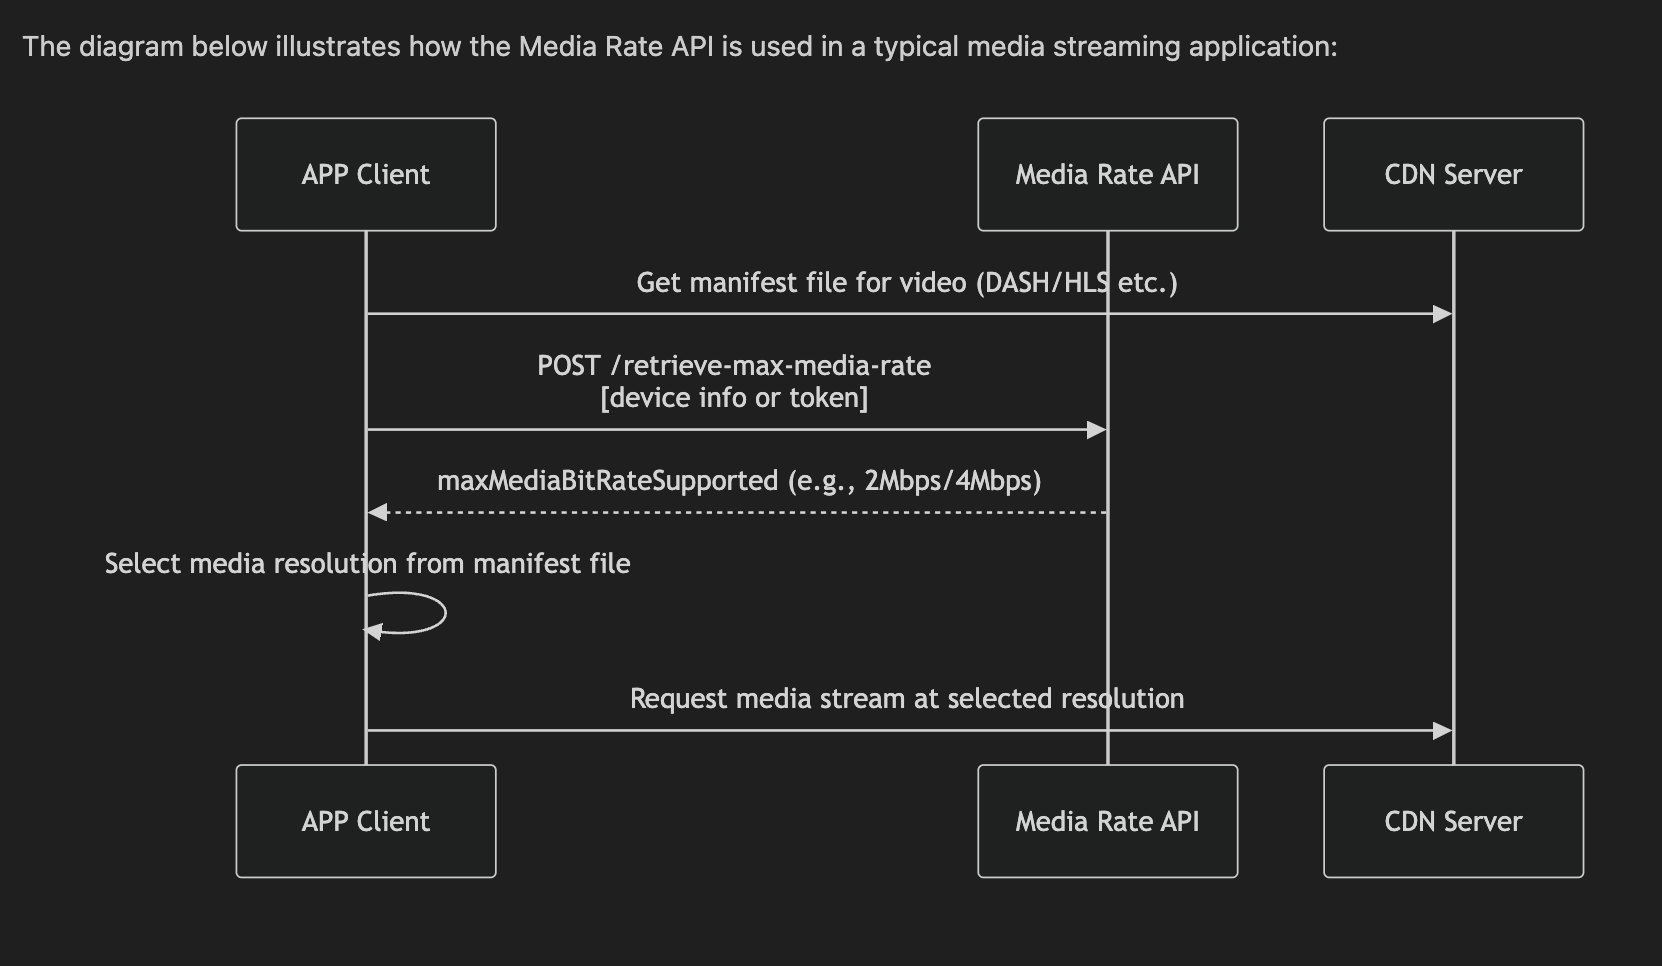 The diagram below illustrates how the Media Rate API is used in a typical media streaming application:
APP Client
Media Rate API
CDN Server
Get manifest file for video (DASH/HLS etc.)
POST /retrieve-max-media-rate
[device info or token]
maxMediaBitRateSupported (e.g., 2Mbps/4Mbps)
Select media resolution from manifest file
Request media stream at selected resolution
APP Client
Media Rate API
CDN Server